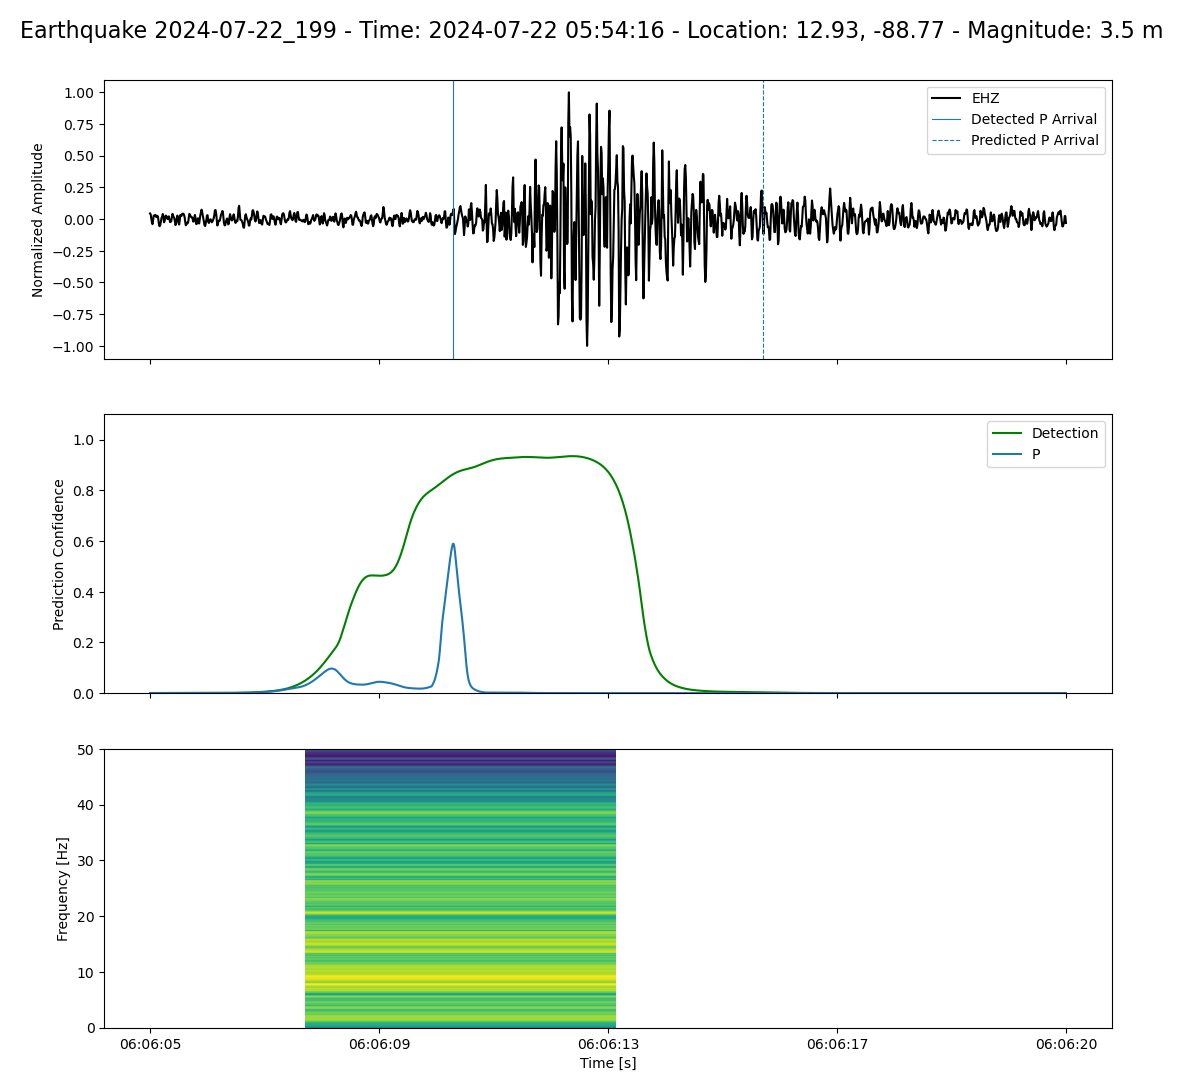 Earthquake 2024-07-22_199 - Time: 2024-07-22 05:54:16 - Location: 12.93, -88.77 - Magnitude: 3.5 m
1.00
0.75
0.50
0.25
0.00
−0.25
−0.50
−0.75
−1.00
Normalized Amplitude
EHZ
Detected P Arrival
Predicted P Arrival
1.0
0.8
0.6
0.4
0.2
0.0
Prediction Confidence
Detection
P
50
40
30
20
10
0
Frequency [Hz]
06:06:05
06:06:09
06:06:13
06:06:17
06:06:20
Time [s]